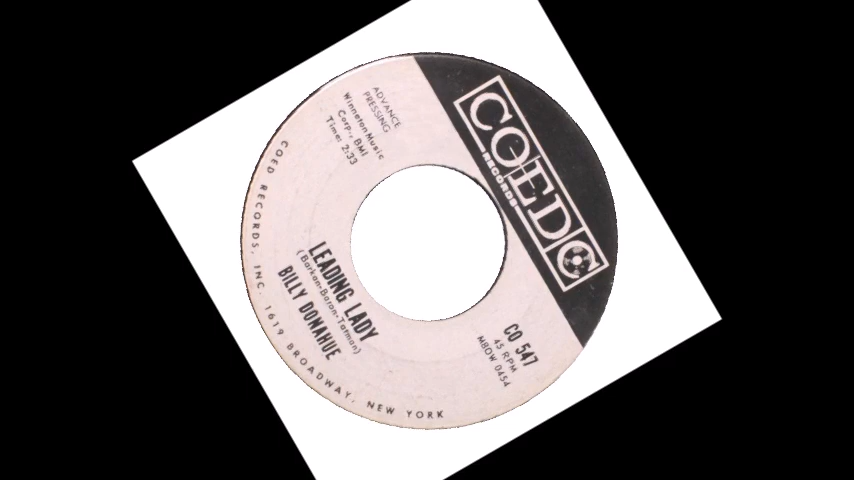 COED C
RECORDS
ADVANCE
PRESSING
Winneton Music
Corp., BMI
Time: 2:33
CO 547
45 RPM
MBOW 0454
LEADING LADY
(Barkan-Baron-Tatman)
BILLY DONAHUE
COED RECORDS, INC. 1619 BROADWAY, NEW YORK